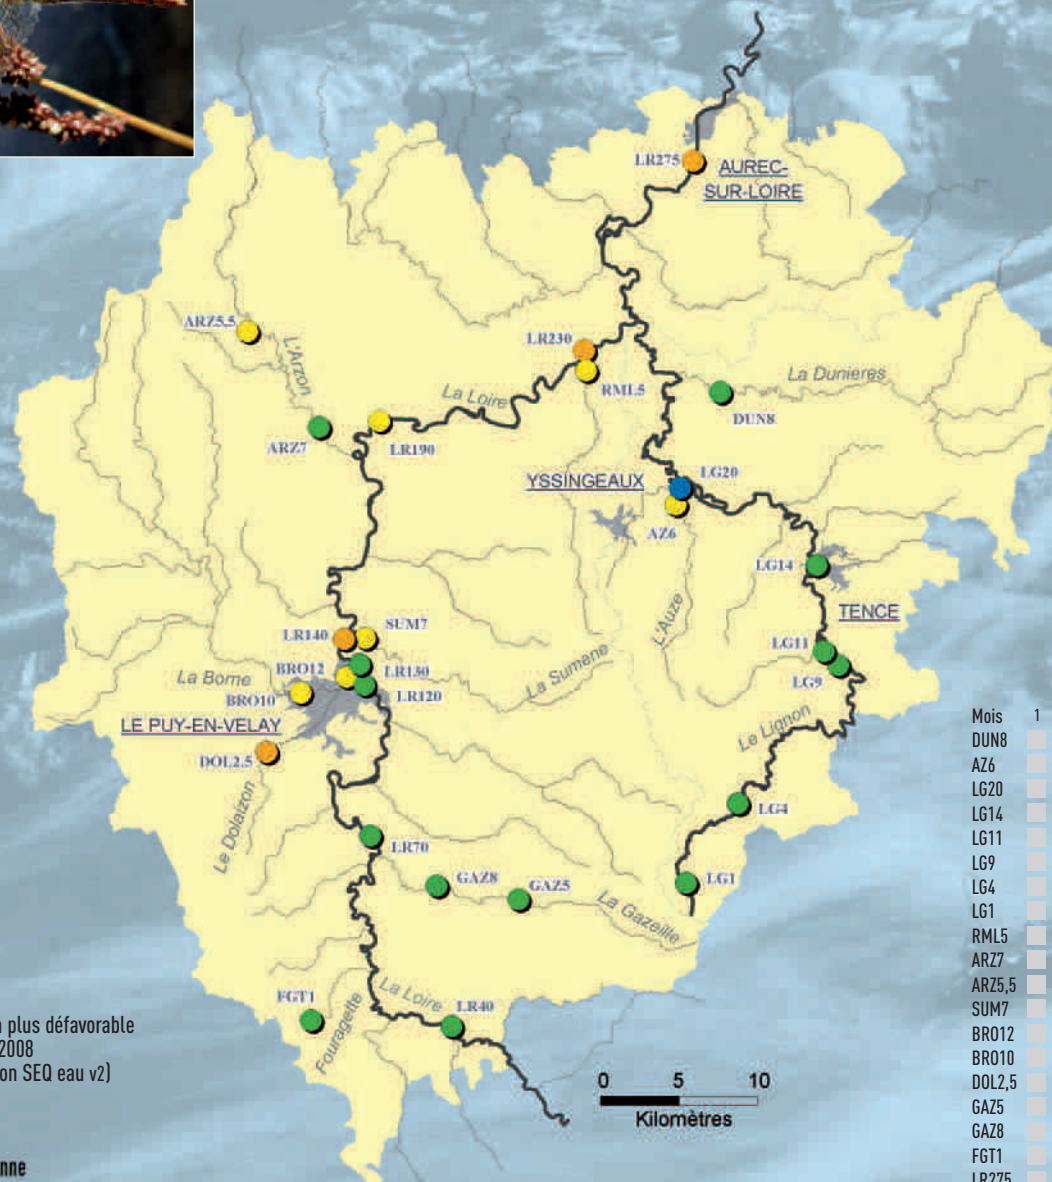 LR275
AUREC-
SUR-LOIRE
ARZ5,5
L'Arzon
LR230
La Loire
RML5
La Dunieres
DUN8
ARZ7
LR190
YSSINGEAUX
LG20
AZ6
LG14
TENCE
L'Auze
LR140
SUM7
LG11
BRO12
LR130
La Borne
La Sumene
LG9
BRO10
LR120
LE PUY-EN-VELAY
Le Lignon
DOL2.5
Le Dolaizon
LG4
LR70
GAZ8
GAZ5
LG1
La Gazeille
FGT1
Fouragette
La Loire
LR40
plus défavorable
2008
on SEQ eau v2)
nne
0 5 10
Kilomètres
Mois 1
DUN8
AZ6
LG20
LG14
LG11
LG9
LG4
LG1
RML5
ARZ7
ARZ5,5
SUM7
BRO12
BRO10
DOL2,5
GAZ5
GAZ8
FGT1
LR275